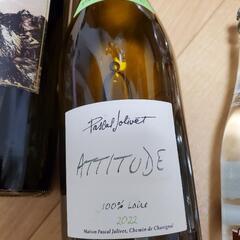 Pascal Jolivet
ATTITUDE
100% Loire
2022
Maison Pascal Jolivet, Chemin de Chavignol